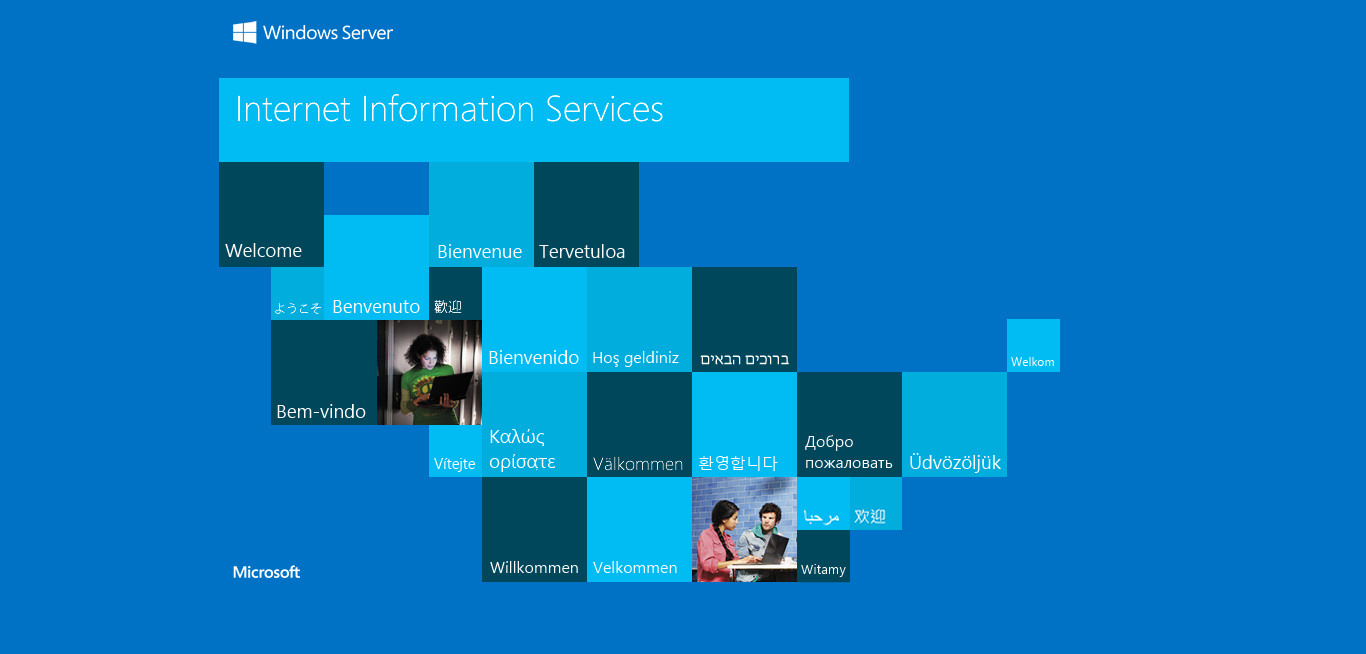 Windows Server
Internet Information Services
Welcome
Bienvenue
Tervetuloa
ようこそ
Benvenuto
歡迎
Bienvenido
Hoş geldiniz
ברוכים הבאים
Welkom
Bem-vindo
Vítejte
Καλώς
ορίσατε
Välkommen
환영합니다
Добро
пожаловать
Üdvözöljük
Willkommen
Velkommen
مرحبا
欢迎
Witamy
Microsoft